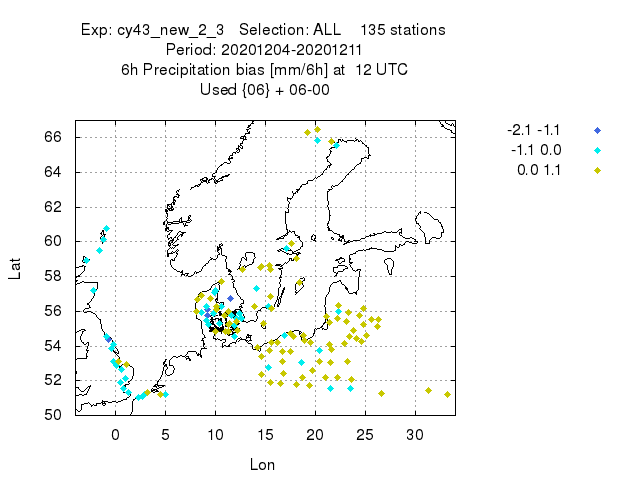 Exp: cy43_new_2_3 Selection: ALL 135 stations
Period: 20201204-20201211
6h Precipitation bias [mm/6h] at 12 UTC
Used {06} + 06-00
-2.1 -1.1
-1.1 0.0
0.0 1.1
66
64
62
60
58
56
54
52
50
Lat
0 5 10 15 20 25 30
Lon